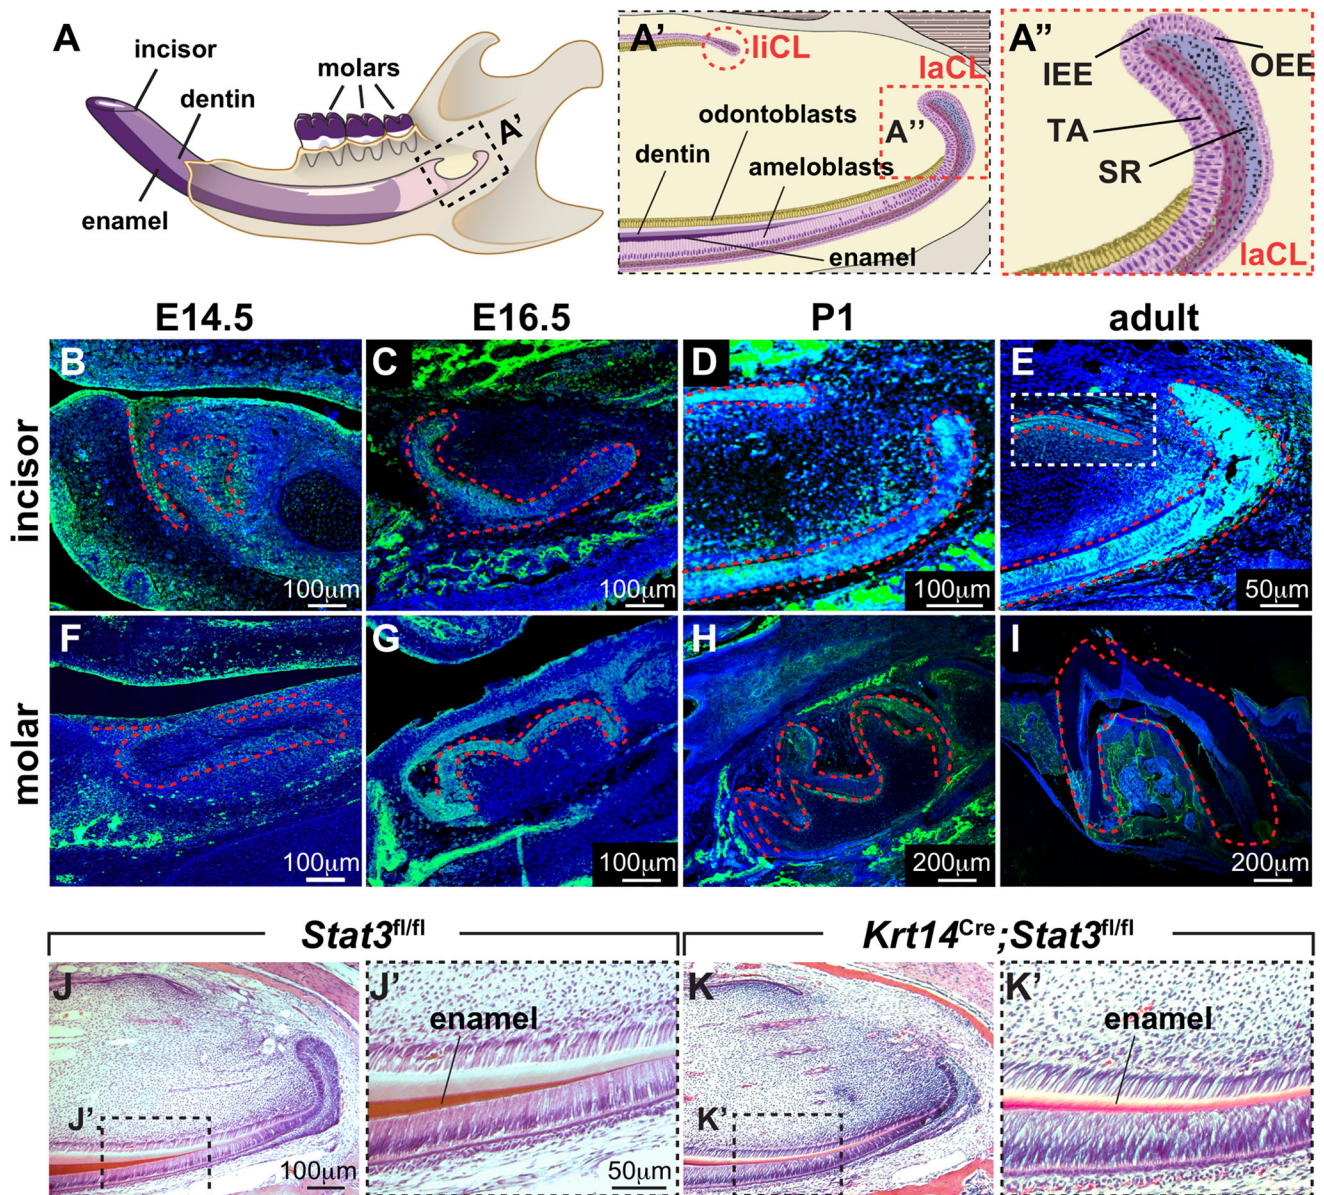 A
incisor
dentin
molars
enamel
A'
A'
liCL
laCL
odontoblasts
A''
dentin
ameloblasts
enamel
A"
IEE
OEE
TA
SR
laCL
E14.5
E16.5
P1
adult
incisor
B
100μm
C
100μm
D
100μm
E
50μm
molar
F
100μm
G
100μm
H
200μm
I
200μm
Stat3fl/fl
Krt14Cre;Stat3fl/fl
J
J'
100μm
J'
enamel
50μm
K
K'
K'
enamel